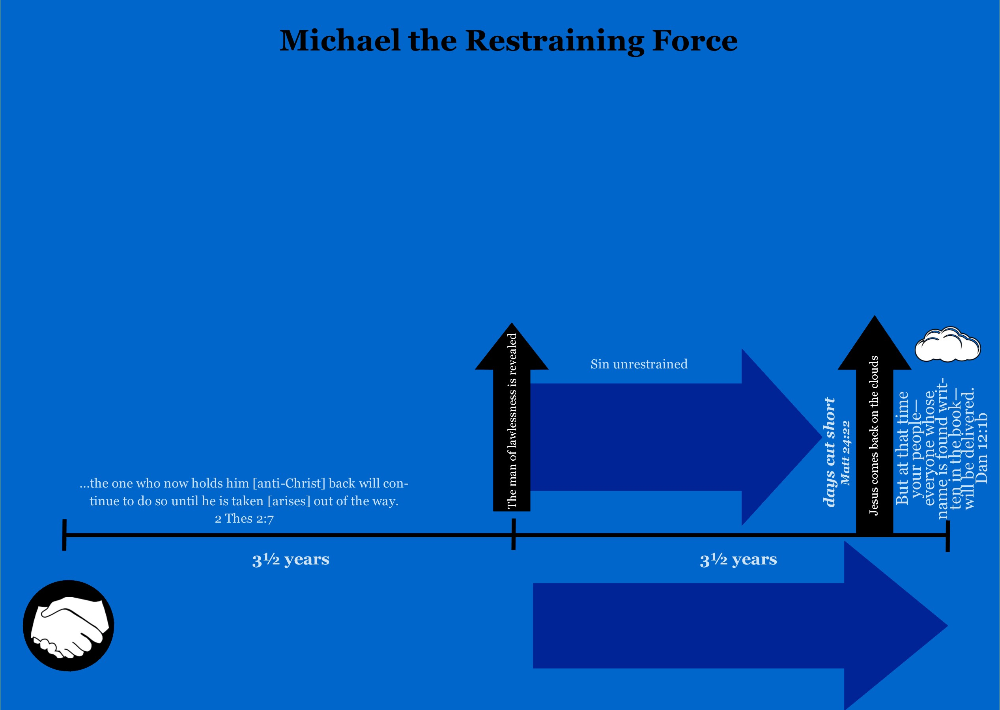 Michael the Restraining Force
...the one who now holds him [anti-Christ] back will con-
tinue to do so until he is taken [arises] out of the way.
2 Thes 2:7
The man of lawlessness is revealed
Sin unrestrained
days cut short
Matt 24:22
Jesus comes back on the clouds
But at that time
your people—
everyone whose
name is found writ-
ten in the book—
will be delivered.
Dan 12:1b
3½ years
3½ years